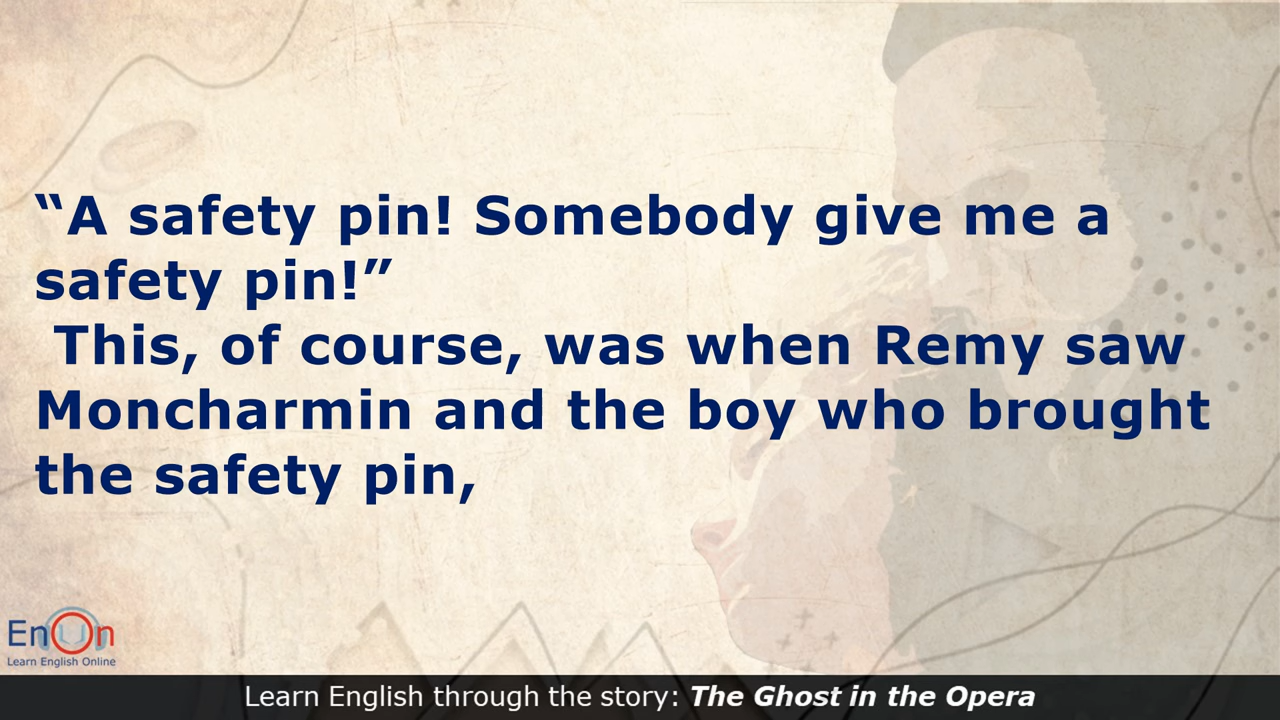 “A safety pin! Somebody give me a
safety pin!”
This, of course, was when Remy saw
Moncharmin and the boy who brought
the safety pin,
EnOn
Learn English Online
Learn English through the story: The Ghost in the Opera